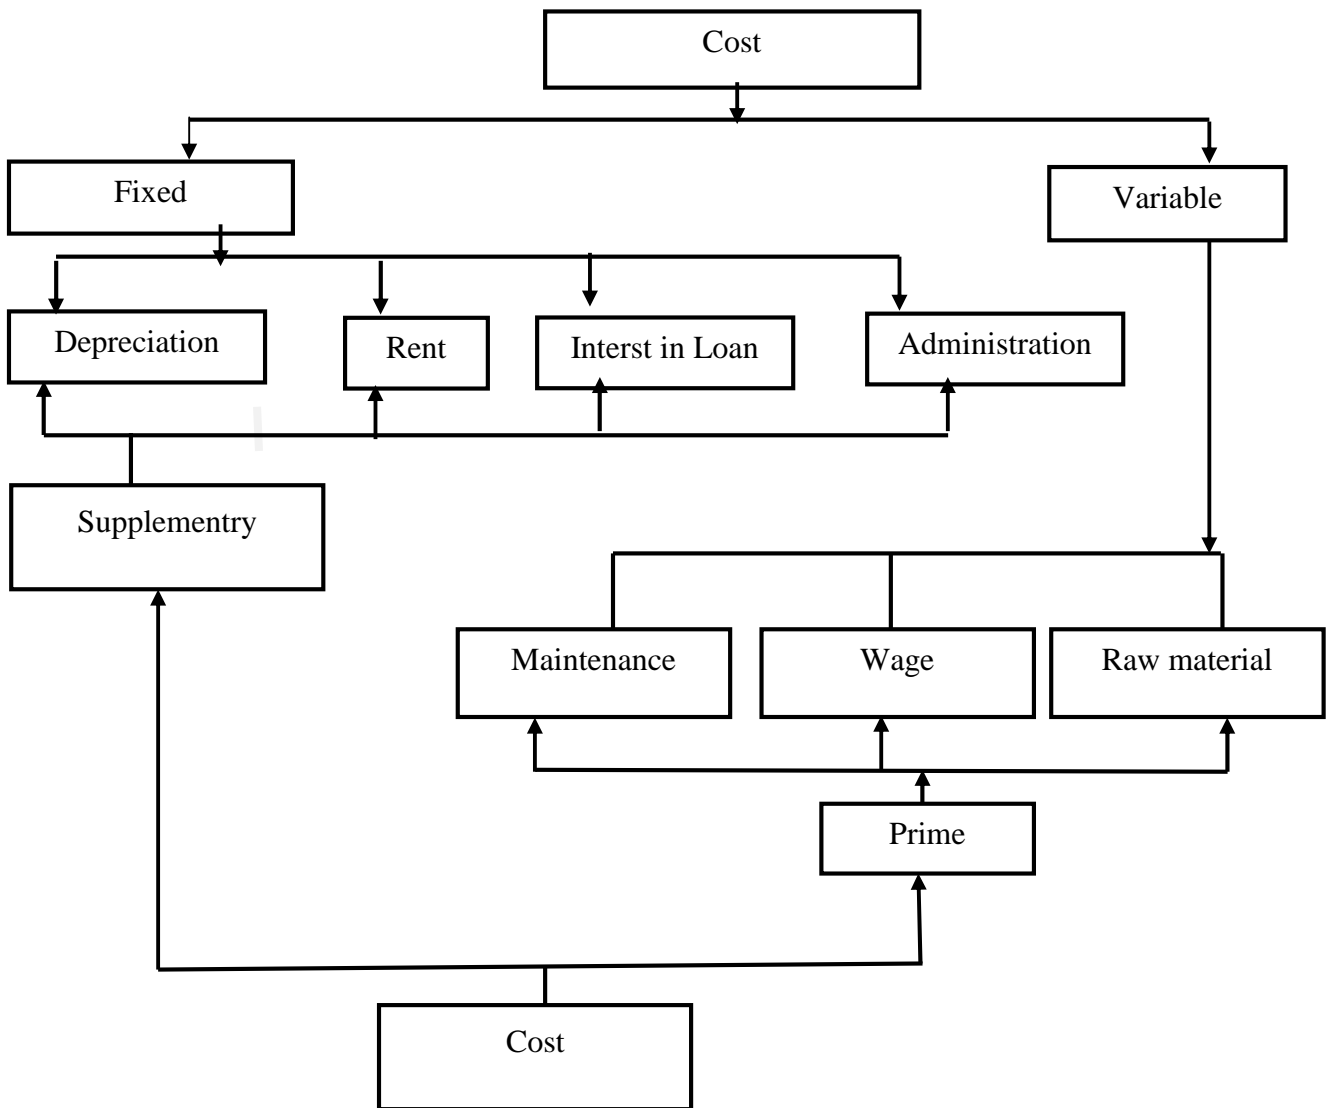 Cost
Fixed
Variable
Depreciation
Rent
Interst in Loan
Administration
Supplementry
Maintenance
Wage
Raw material
Prime
Cost